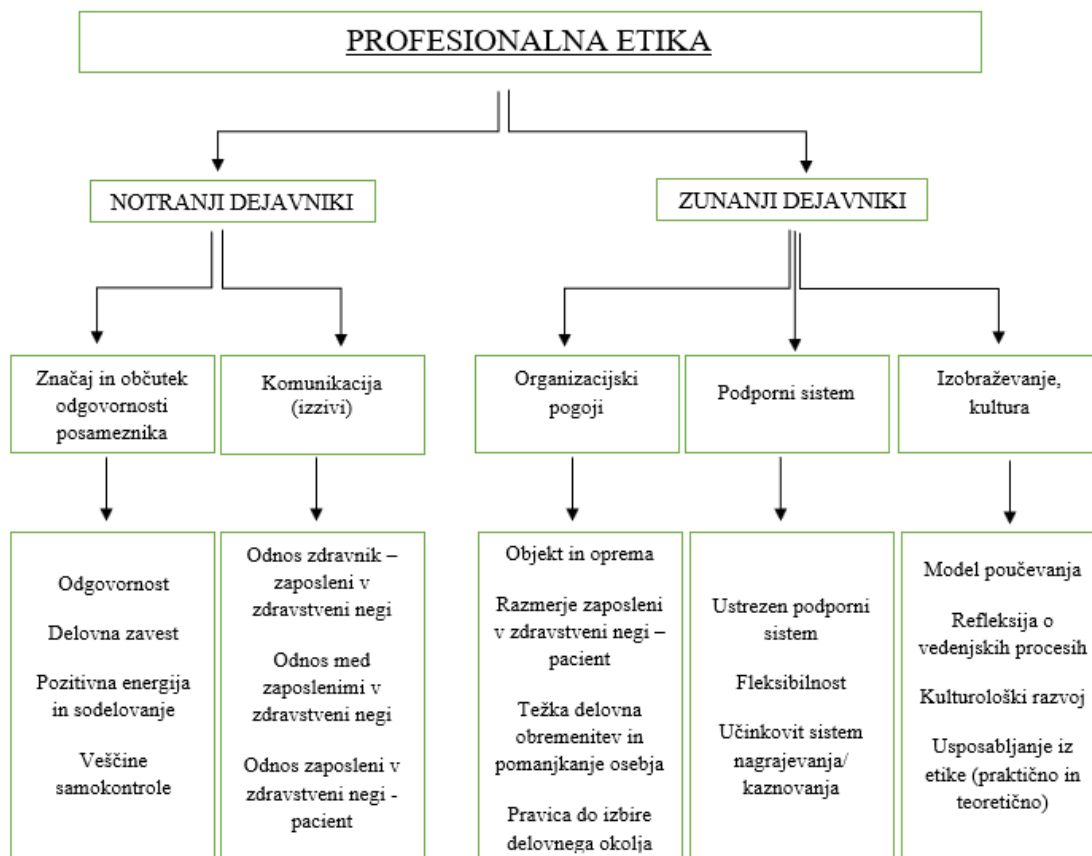 PROFESIONALNA ETIKA
NOTRANJI DEJAVNIKI
ZUNANJI DEJAVNIKI
Značaj in občutek
odgovornosti
posameznika
Komunikacija
(izzivi)
Organizacijski
pogoji
Podporni sistem
Izobraževanje,
kultura
Odgovornost
Delovna zavest
Pozitivna energija
in sodelovanje
Veščine
samokontrole
Odnos zdravnik –
zaposleni v
zdravstveni negi
Odnos med
zaposlenimi v
zdravstveni negi
Odnos zaposleni v
zdravstveni negi -
pacient
Objekt in oprema
Razmerje zaposleni
v zdravstveni negi –
pacient
Težka delovna
obremenitev in
pomanjkanje osebja
Pravica do izbire
delovnega okolja
Ustrezen podporni
sistem
Fleksibilnost
Učinkovit sistem
nagrajevanja/
kaznovanja
Model poučevanja
Refleksija o
vedenjskih procesih
Kulturološki razvoj
Usposabljanje iz
etike (praktično in
teoretično)